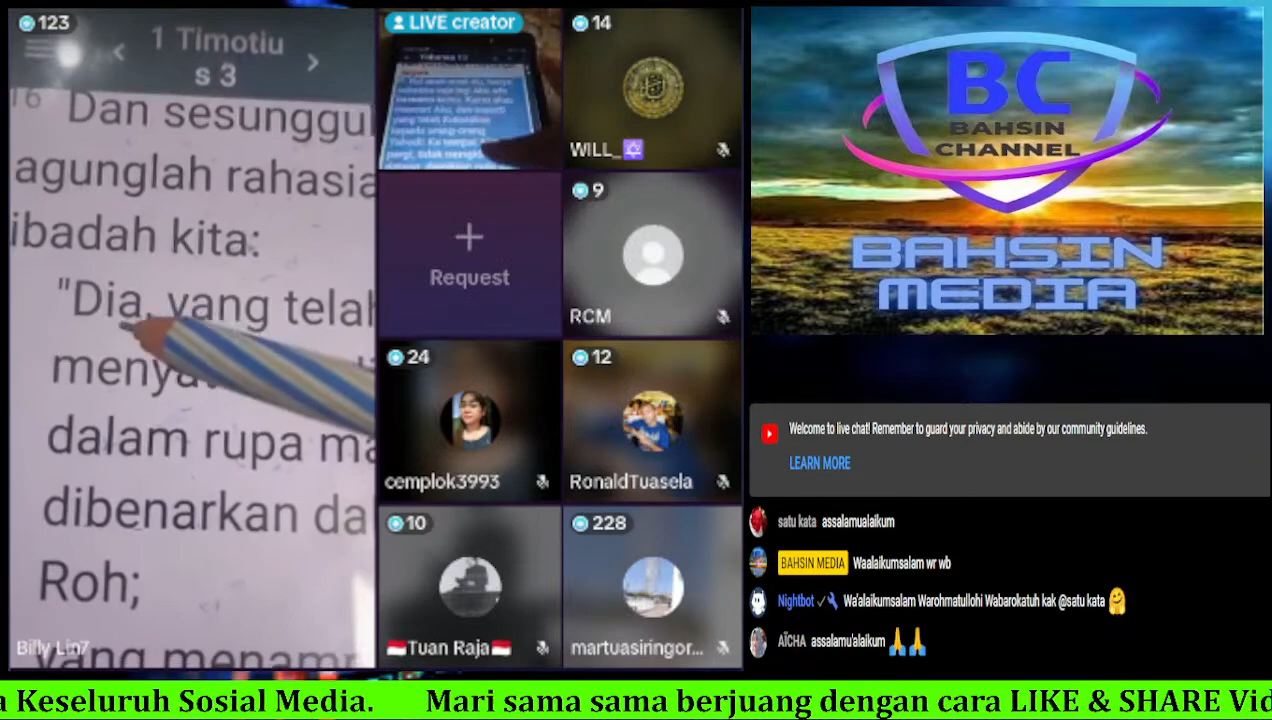 123
1 Timotiu
s 3
16 Dan sesunggu
agunglah rahasia
ibadah kita:
"Dia, yang telah
dalam rupa ma
dibenarkan da
Roh;
yang menamp
Billy Lin7
LIVE creator
14
WILL_
Request
9
RCM
24
cemplok3993
12
RonaldTuasela
10
Tuan Raja
228
martuasiringor...
BC
BAHSIN
CHANNEL
BAHSIN
MEDIA
Welcome to live chat! Remember to guard your privacy and abide by our community guidelines.
LEARN MORE
satu kata assalamualaikum
BAHSIN MEDIA Waalaikumsalam wr wb
Nightbot Wa'alaikumsalam Warohmatullohi Wabarokatuh kak @satu kata 🤗
AÏCHA assalamu'alaikum 🙏🙏
a Keseluruh Sosial Media. Mari sama sama berjuang dengan cara LIKE & SHARE Vid